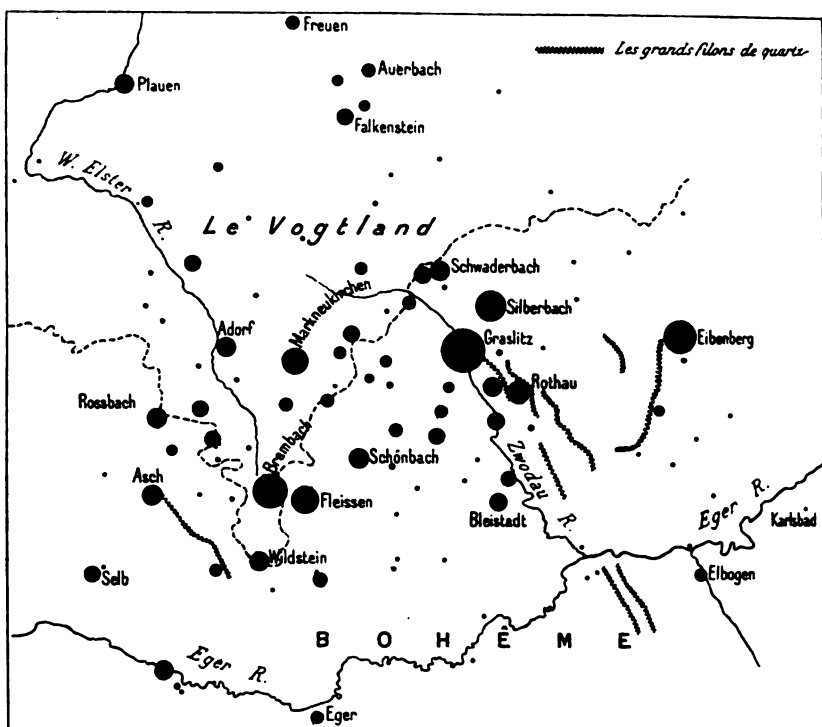 Freuen
Les grands filons de quartz
Auerbach
Plauen
Falkenstein
W. Elster R.
Le Vogtland
Schwaderbach
Markneukirchen
Silberbach
Adorf
Graslitz
Eibenberg
Rothau
Rossbach
Brambach
Schönbach
Asch
Fleissen
Zwodau R.
Bleistadt
Eger R.
Karlsbad
Wildstein
Selb
Elbogen
BOHÊME
Eger R.
Eger